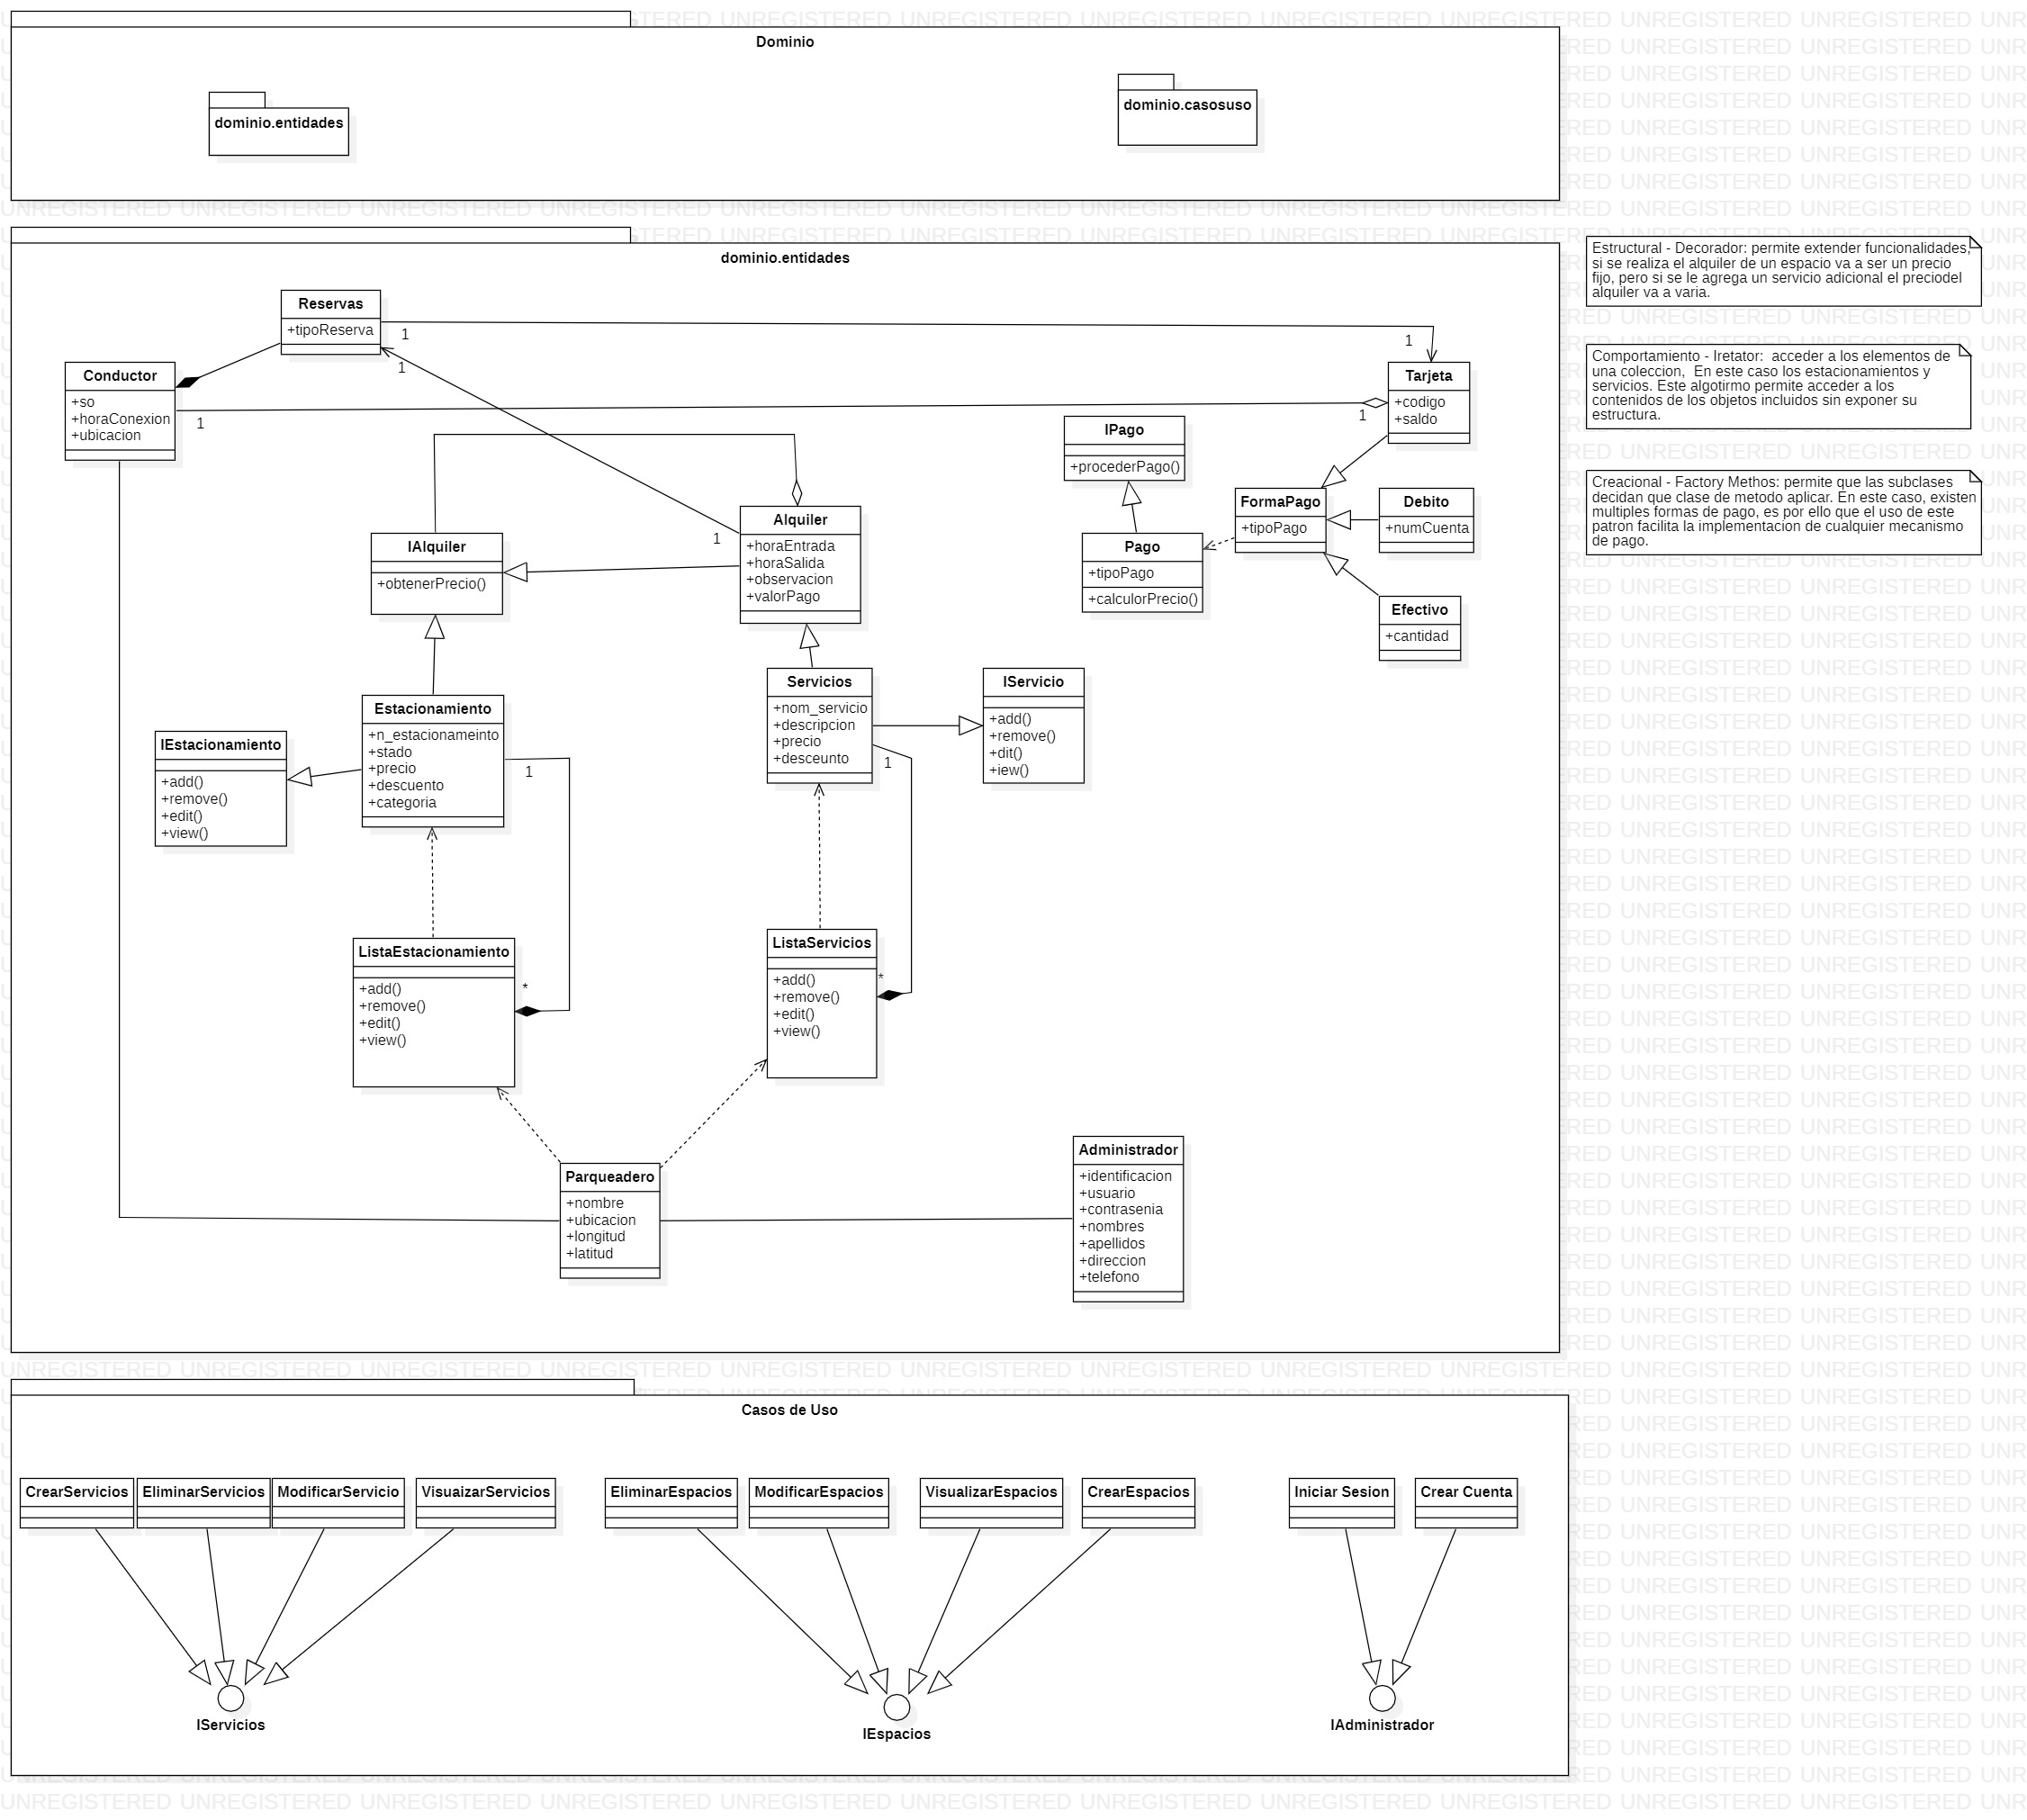 Dominio
dominio.entidades
dominio.casosuso
dominio.entidades
Reservas
+tipoReserva
1
1
1
Conductor
+so
+horaConexion
+ubicacion
1
1
Tarjeta
+codigo
+saldo
IPago
+procederPago()
FormaPago
+tipoPago
Debito
+numCuenta
Pago
+tipoPago
+calculorPrecio()
Efectivo
+cantidad
IAlquiler
+obtenerPrecio()
1
Alquiler
+horaEntrada
+horaSalida
+observacion
+valorPago
Servicios
+nom_servicio
+descripcion
+precio
+desceunto
1
IServicio
+add()
+remove()
+dit()
+iew()
IEstacionamiento
+add()
+remove()
+edit()
+view()
Estacionamiento
+n_estacionameinto
+stado
+precio
+descuento
+categoria
1
ListaEstacionamiento
+add()
+remove()
+edit()
+view()
*
ListaServicios
+add()
+remove()
+edit()
+view()
*
Parqueadero
+nombre
+ubicacion
+longitud
+latitud
Administrador
+identificacion
+usuario
+contrasenia
+nombres
+apellidos
+direccion
+telefono
Estructural - Decorador: permite extender funcionalidades,
si se realiza el alquiler de un espacio va a ser un precio
fijo, pero si se le agrega un servicio adicional el preciodel
alquiler va a varia.
Comportamiento - Iretator:  acceder a los elementos de
una coleccion,  En este caso los estacionamientos y
servicios. Este algotirmo permite acceder a los
contenidos de los objetos incluidos sin exponer su
estructura.
Creacional - Factory Methos: permite que las subclases
decidan que clase de metodo aplicar. En este caso, existen
multiples formas de pago, es por ello que el uso de este
patron facilita la implementacion de cualquier mecanismo
de pago.
Casos de Uso
CrearServicios
EliminarServicios
ModificarServicio
VisuaizarServicios
EliminarEspacios
ModificarEspacios
VisualizarEspacios
CrearEspacios
Iniciar Sesion
Crear Cuenta
IServicios
IEspacios
IAdministrador
UNREGISTERED